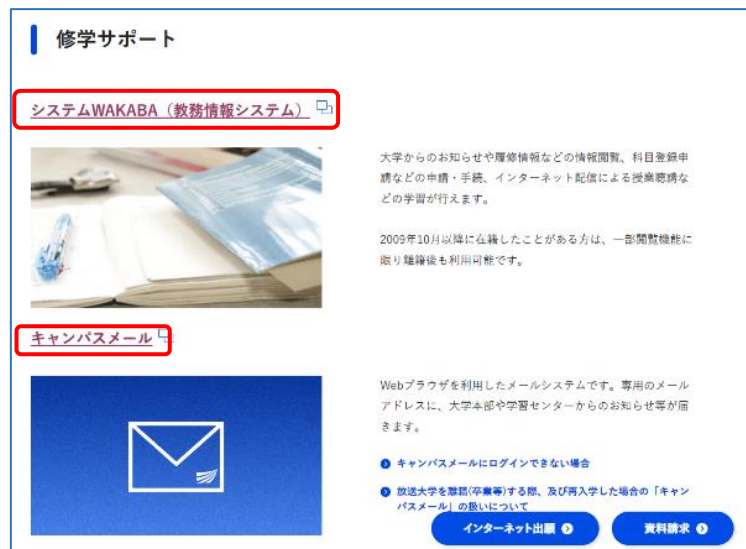 修学サポート
システムWAKABA（教務情報システム）
大学からのお知らせや履修情報などの情報閲覧、科目登録申
請などの申請・手続、インターネット配信による授業聴講な
どの学習が行えます。
2009年10月以降に在籍したことがある方は、一部閲覧機能に
限り離籍後も利用可能です。
キャンパスメール
Webブラウザを利用したメールシステムです。専用のメール
アドレスに、大学本部や学習センターからのお知らせ等が届
きます。
キャンパスメールにログインできない場合
放送大学を離籍(卒業等)する際、及び再入学した場合の「キャン
パスメール」の扱いについて
インターネット出願
資料請求